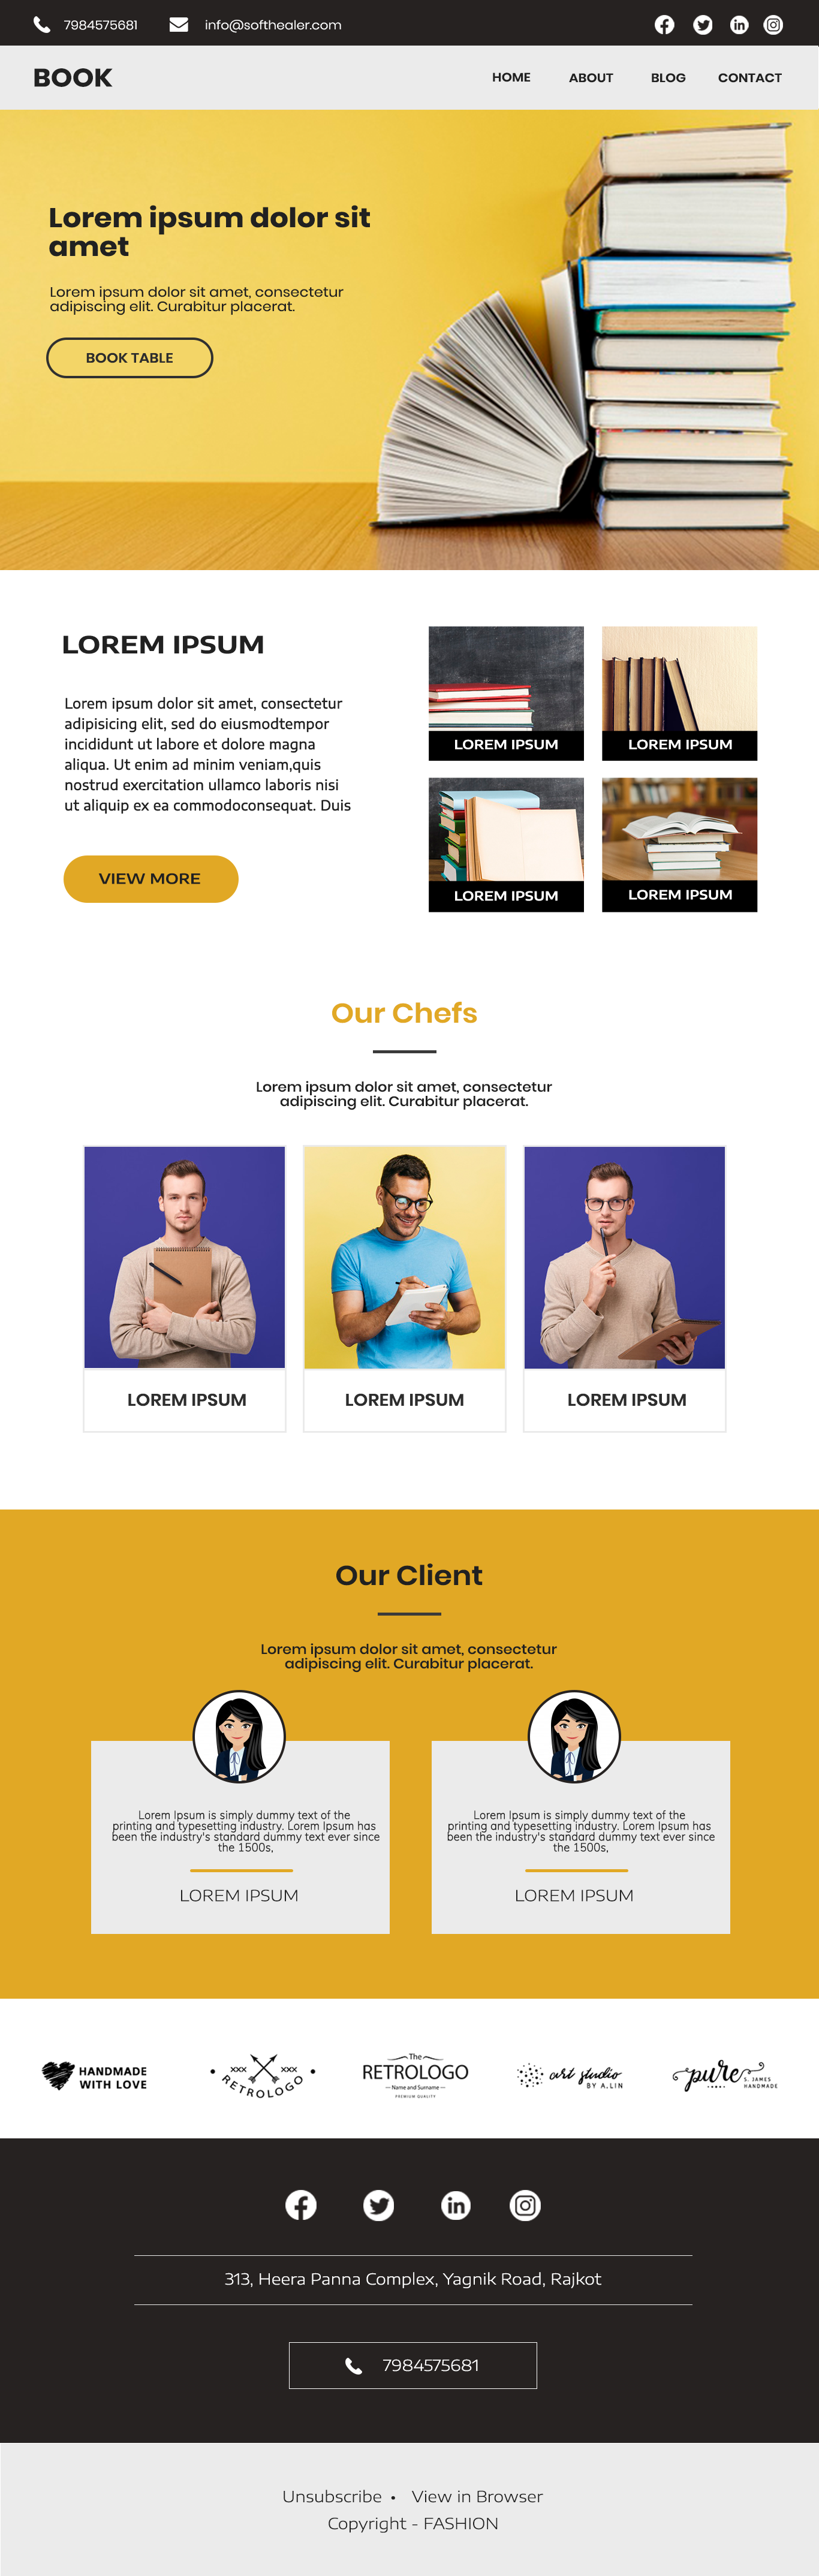 7984575681 info@softhealer.com
BOOK HOME ABOUT BLOG CONTACT
Lorem ipsum dolor sit
amet
Lorem ipsum dolor sit amet, consectetur
adipiscing elit. Curabitur placerat.
BOOK TABLE
LOREM IPSUM
Lorem ipsum dolor sit amet, consectetur
adipisicing elit, sed do eiusmodtempor
incididunt ut labore et dolore magna
aliqua. Ut enim ad minim veniam,quis
nostrud exercitation ullamco laboris nisi
ut aliquip ex ea commodoconsequat. Duis
VIEW MORE
LOREM IPSUM LOREM IPSUM
LOREM IPSUM LOREM IPSUM
Our Chefs
Lorem ipsum dolor sit amet, consectetur
adipiscing elit. Curabitur placerat.
LOREM IPSUM LOREM IPSUM LOREM IPSUM
Our Client
Lorem ipsum dolor sit amet, consectetur
adipiscing elit. Curabitur placerat.
Lorem Ipsum is simply dummy text of the
printing and typesetting industry. Lorem Ipsum has
been the industry's standard dummy text ever since
the 1500s,
LOREM IPSUM
Lorem Ipsum is simply dummy text of the
printing and typesetting industry. Lorem Ipsum has
been the industry's standard dummy text ever since
the 1500s,
LOREM IPSUM
HANDMADE
WITH LOVE
XXX XXX
RETROLOGO
The
RETROLOGO
Name and Surname
PREMIUM QUALITY
art studio
BY A.LIN
pure
S. JAMES
HANDMADE
313, Heera Panna Complex, Yagnik Road, Rajkot
7984575681
Unsubscribe • View in Browser
Copyright - FASHION